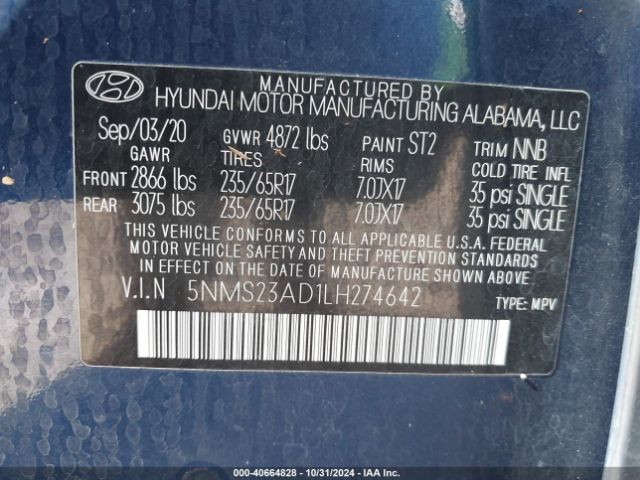 MANUFACTURED BY
HYUNDAI MOTOR MANUFACTURING ALABAMA, LLC
Sep/03/20 GVWR 4872 lbs PAINT ST2 TRIM NNB
GAWR TIRES RIMS COLD TIRE INFL
FRONT 2866 lbs 235/65R17 7.0JX17 35 psi SINGLE
REAR 3075 lbs 235/65R17 7.0JX17 35 psi SINGLE
THIS VEHICLE CONFORMS TO ALL APPLICABLE U.S.A. FEDERAL
MOTOR VEHICLE SAFETY AND THEFT PREVENTION STANDARDS
IN EFFECT ON THE DATE OF MANUFACTURE SHOWN ABOVE.
V.I.N 5NMS23AD1LH274642 TYPE: MPV
000-40664828 - 10/31/2024 - IAA Inc.